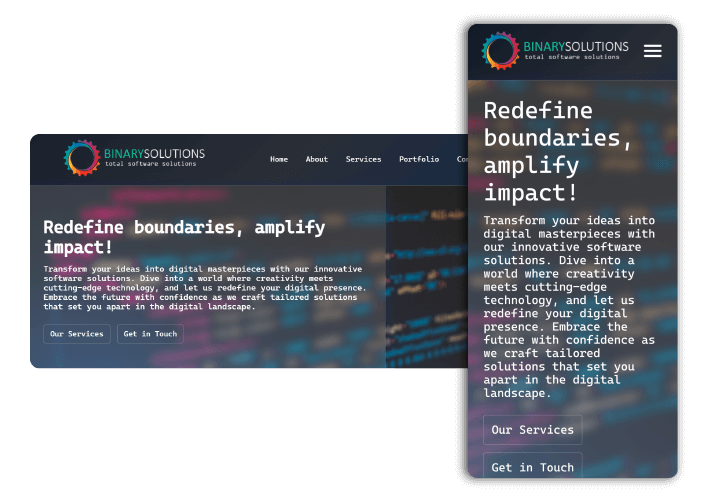 BINARYSOLUTIONS
total software solutions
Home About Services Portfolio
Redefine boundaries, amplify
impact!
Transform your ideas into digital masterpieces with our innovative
software solutions. Dive into a world where creativity meets
cutting-edge technology, and let us redefine your digital presence.
Embrace the future with confidence as we craft tailored solutions
that set you apart in the digital landscape.
Our Services Get in Touch
BINARYSOLUTIONS
total software solutions
Redefine
boundaries,
amplify
impact!
Transform your ideas into
digital masterpieces with
our innovative software
solutions. Dive into a
world where creativity
meets cutting-edge
technology, and let us
redefine your digital
presence. Embrace the
future with confidence as
we craft tailored
solutions that set you
apart in the digital
landscape.
Our Services
Get in Touch